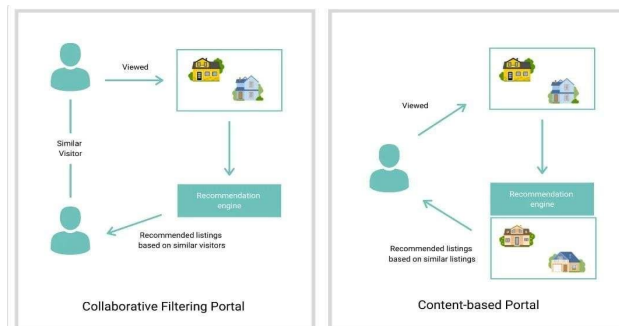 Viewed
Similar
Visitor
Recommendation
engine
Recommended listings
based on similar visitors
Collaborative Filtering Portal
Viewed
Recommendation
engine
Recommended listings
based on similar listings
Content-based Portal